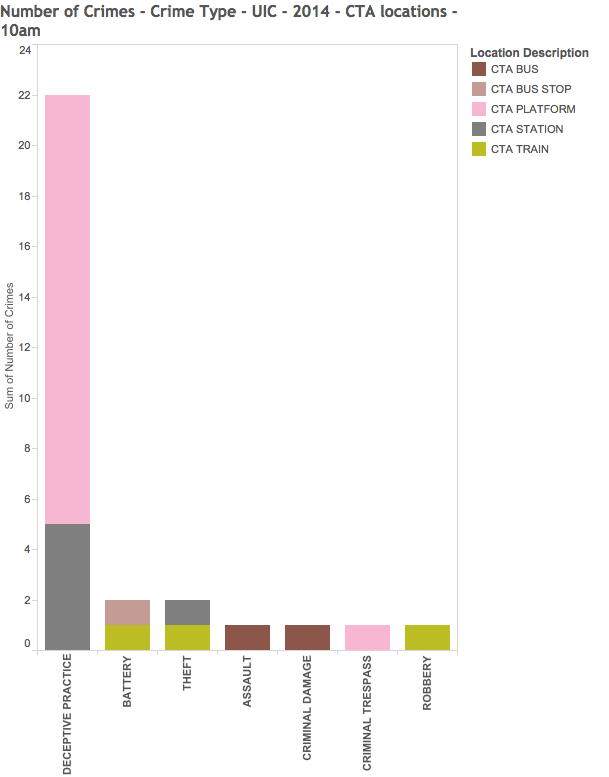 Number of Crimes - Crime Type - UIC - 2014 - CTA locations -
10am
Location Description
CTA BUS
CTA BUS STOP
CTA PLATFORM
CTA STATION
CTA TRAIN
Sum of Number of Crimes
24
22
20
18
16
14
12
10
8
6
4
2
0
DECEPTIVE PRACTICE
BATTERY
THEFT
ASSAULT
CRIMINAL DAMAGE
CRIMINAL TRESPASS
ROBBERY